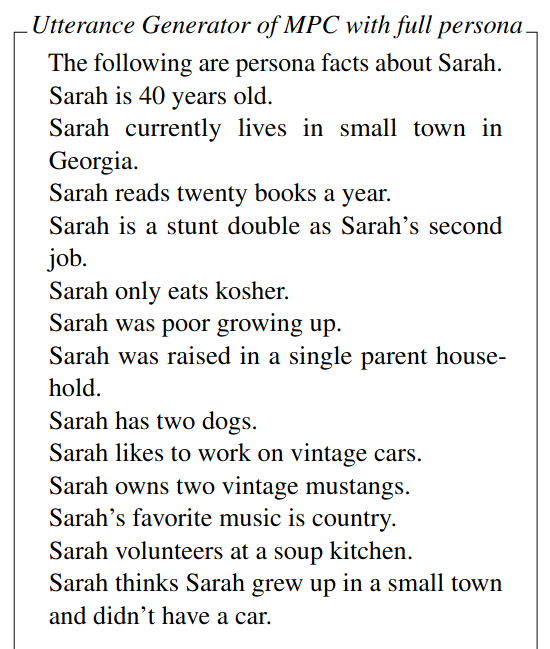 Utterance Generator of MPC with full persona
The following are persona facts about Sarah.
Sarah is 40 years old.
Sarah currently lives in small town in
Georgia.
Sarah reads twenty books a year.
Sarah is a stunt double as Sarah's second
job.
Sarah only eats kosher.
Sarah was poor growing up.
Sarah was raised in a single parent house-
hold.
Sarah has two dogs.
Sarah likes to work on vintage cars.
Sarah owns two vintage mustangs.
Sarah's favorite music is country.
Sarah volunteers at a soup kitchen.
Sarah thinks Sarah grew up in a small town
and didn't have a car.